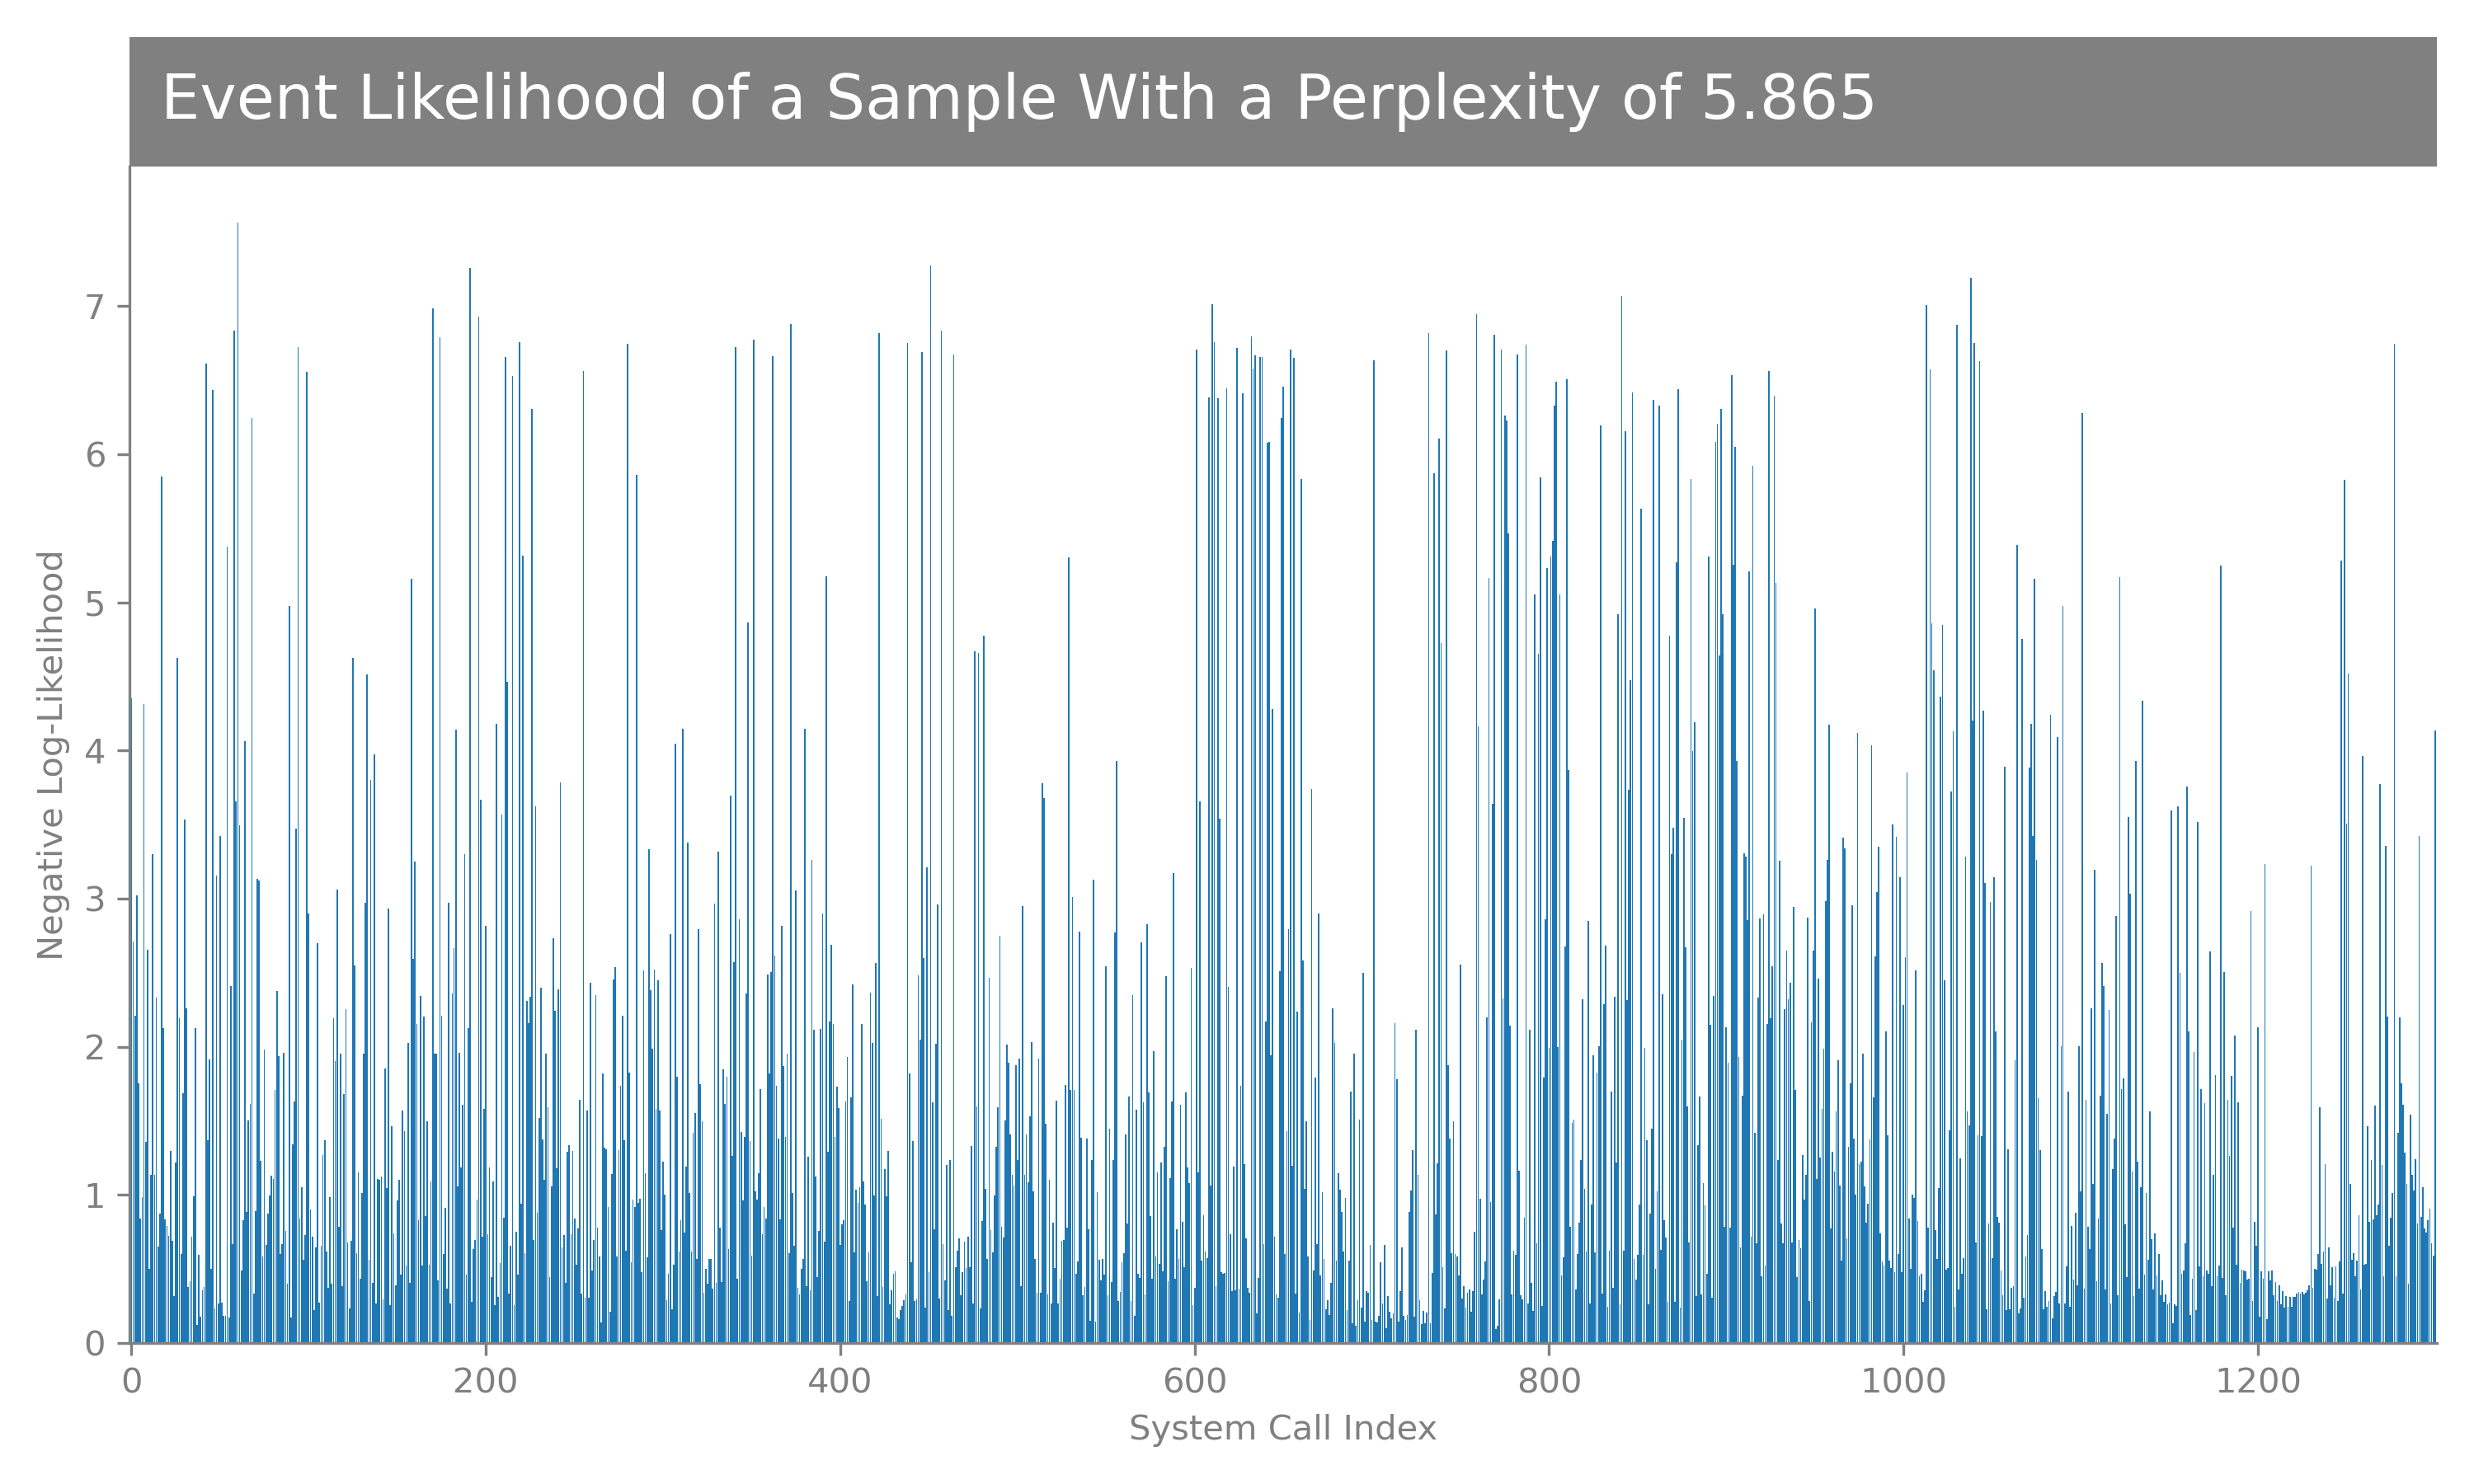 Event Likelihood of a Sample With a Perplexity of 5.865
Negative Log-Likelihood
7
6
5
4
3
2
1
0
0 200 400 600 800 1000 1200
System Call Index